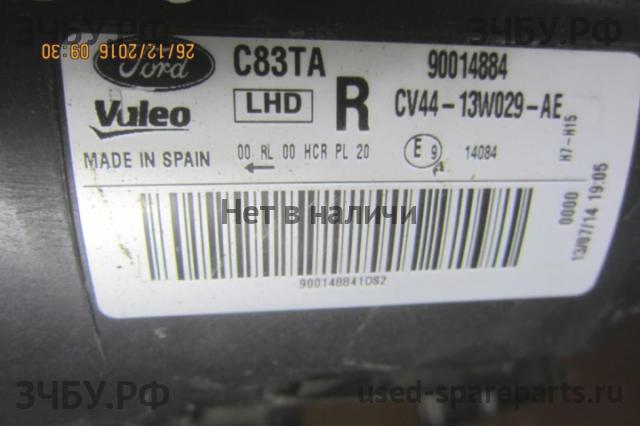 ЗЧБУ.РФ
26/12/2016 09:30
Ford
C83TA
90014884
Valeo
LHD
R
CV44-13W029-AE
MADE IN SPAIN
00 RL 00 HCR PL 20
E 9
14084
H7-H15
0000
13/07/14 19:05
Нет в наличи
9001488410S2
ЗЧБУ.РФ
used-spareparts.ru